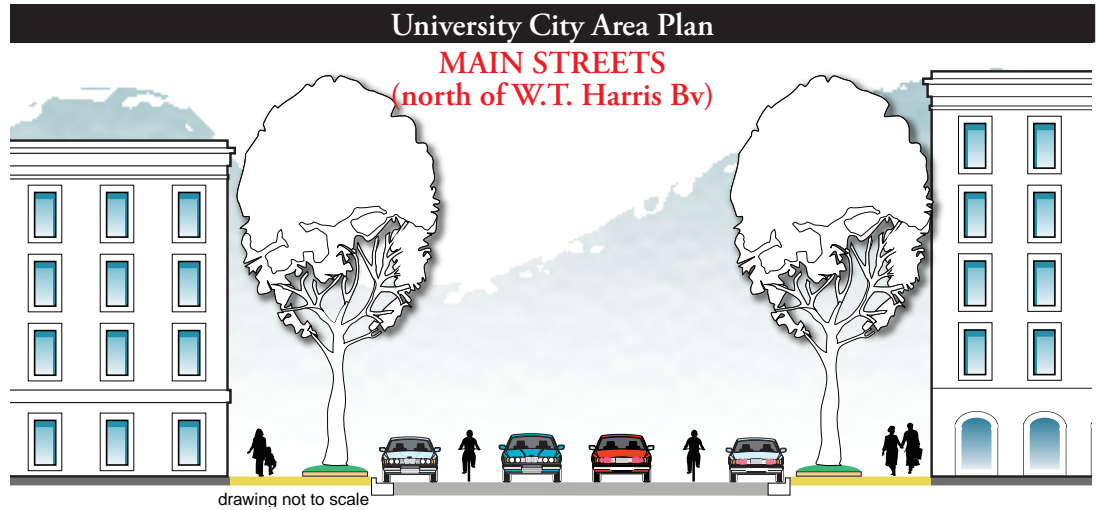 University City Area Plan
MAIN STREETS
(north of W.T. Harris Bv)
drawing not to scale